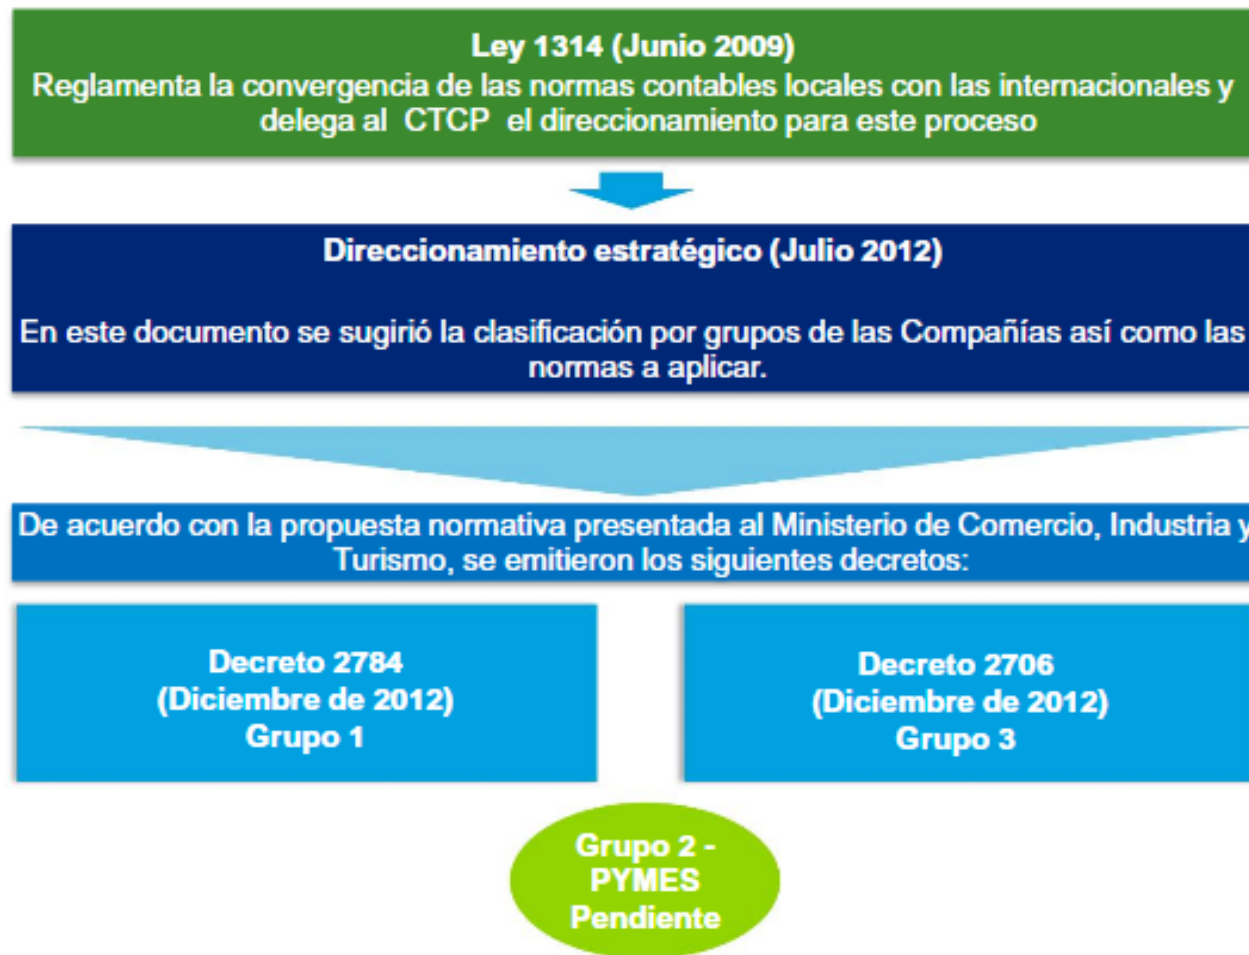 Ley 1314 (Junio 2009)
Reglamenta la convergencia de las normas contables locales con las internacionales y
delega al CTCP el direccionamiento para este proceso
Direccionamiento estratégico (Julio 2012)
En este documento se sugirió la clasificación por grupos de las Compañías así como las
normas a aplicar.
De acuerdo con la propuesta normativa presentada al Ministerio de Comercio, Industria y
Turismo, se emitieron los siguientes decretos:
Decreto 2784
(Diciembre de 2012)
Grupo 1
Decreto 2706
(Diciembre de 2012)
Grupo 3
Grupo 2 -
PYMES
Pendiente